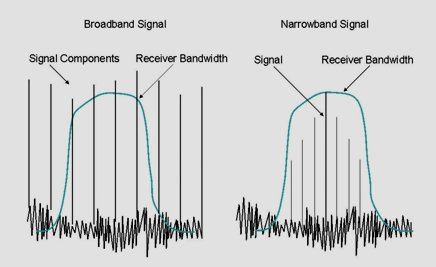 Broadband Signal
Narrowband Signal
Signal Components
Receiver Bandwidth
Signal
Receiver Bandwidth